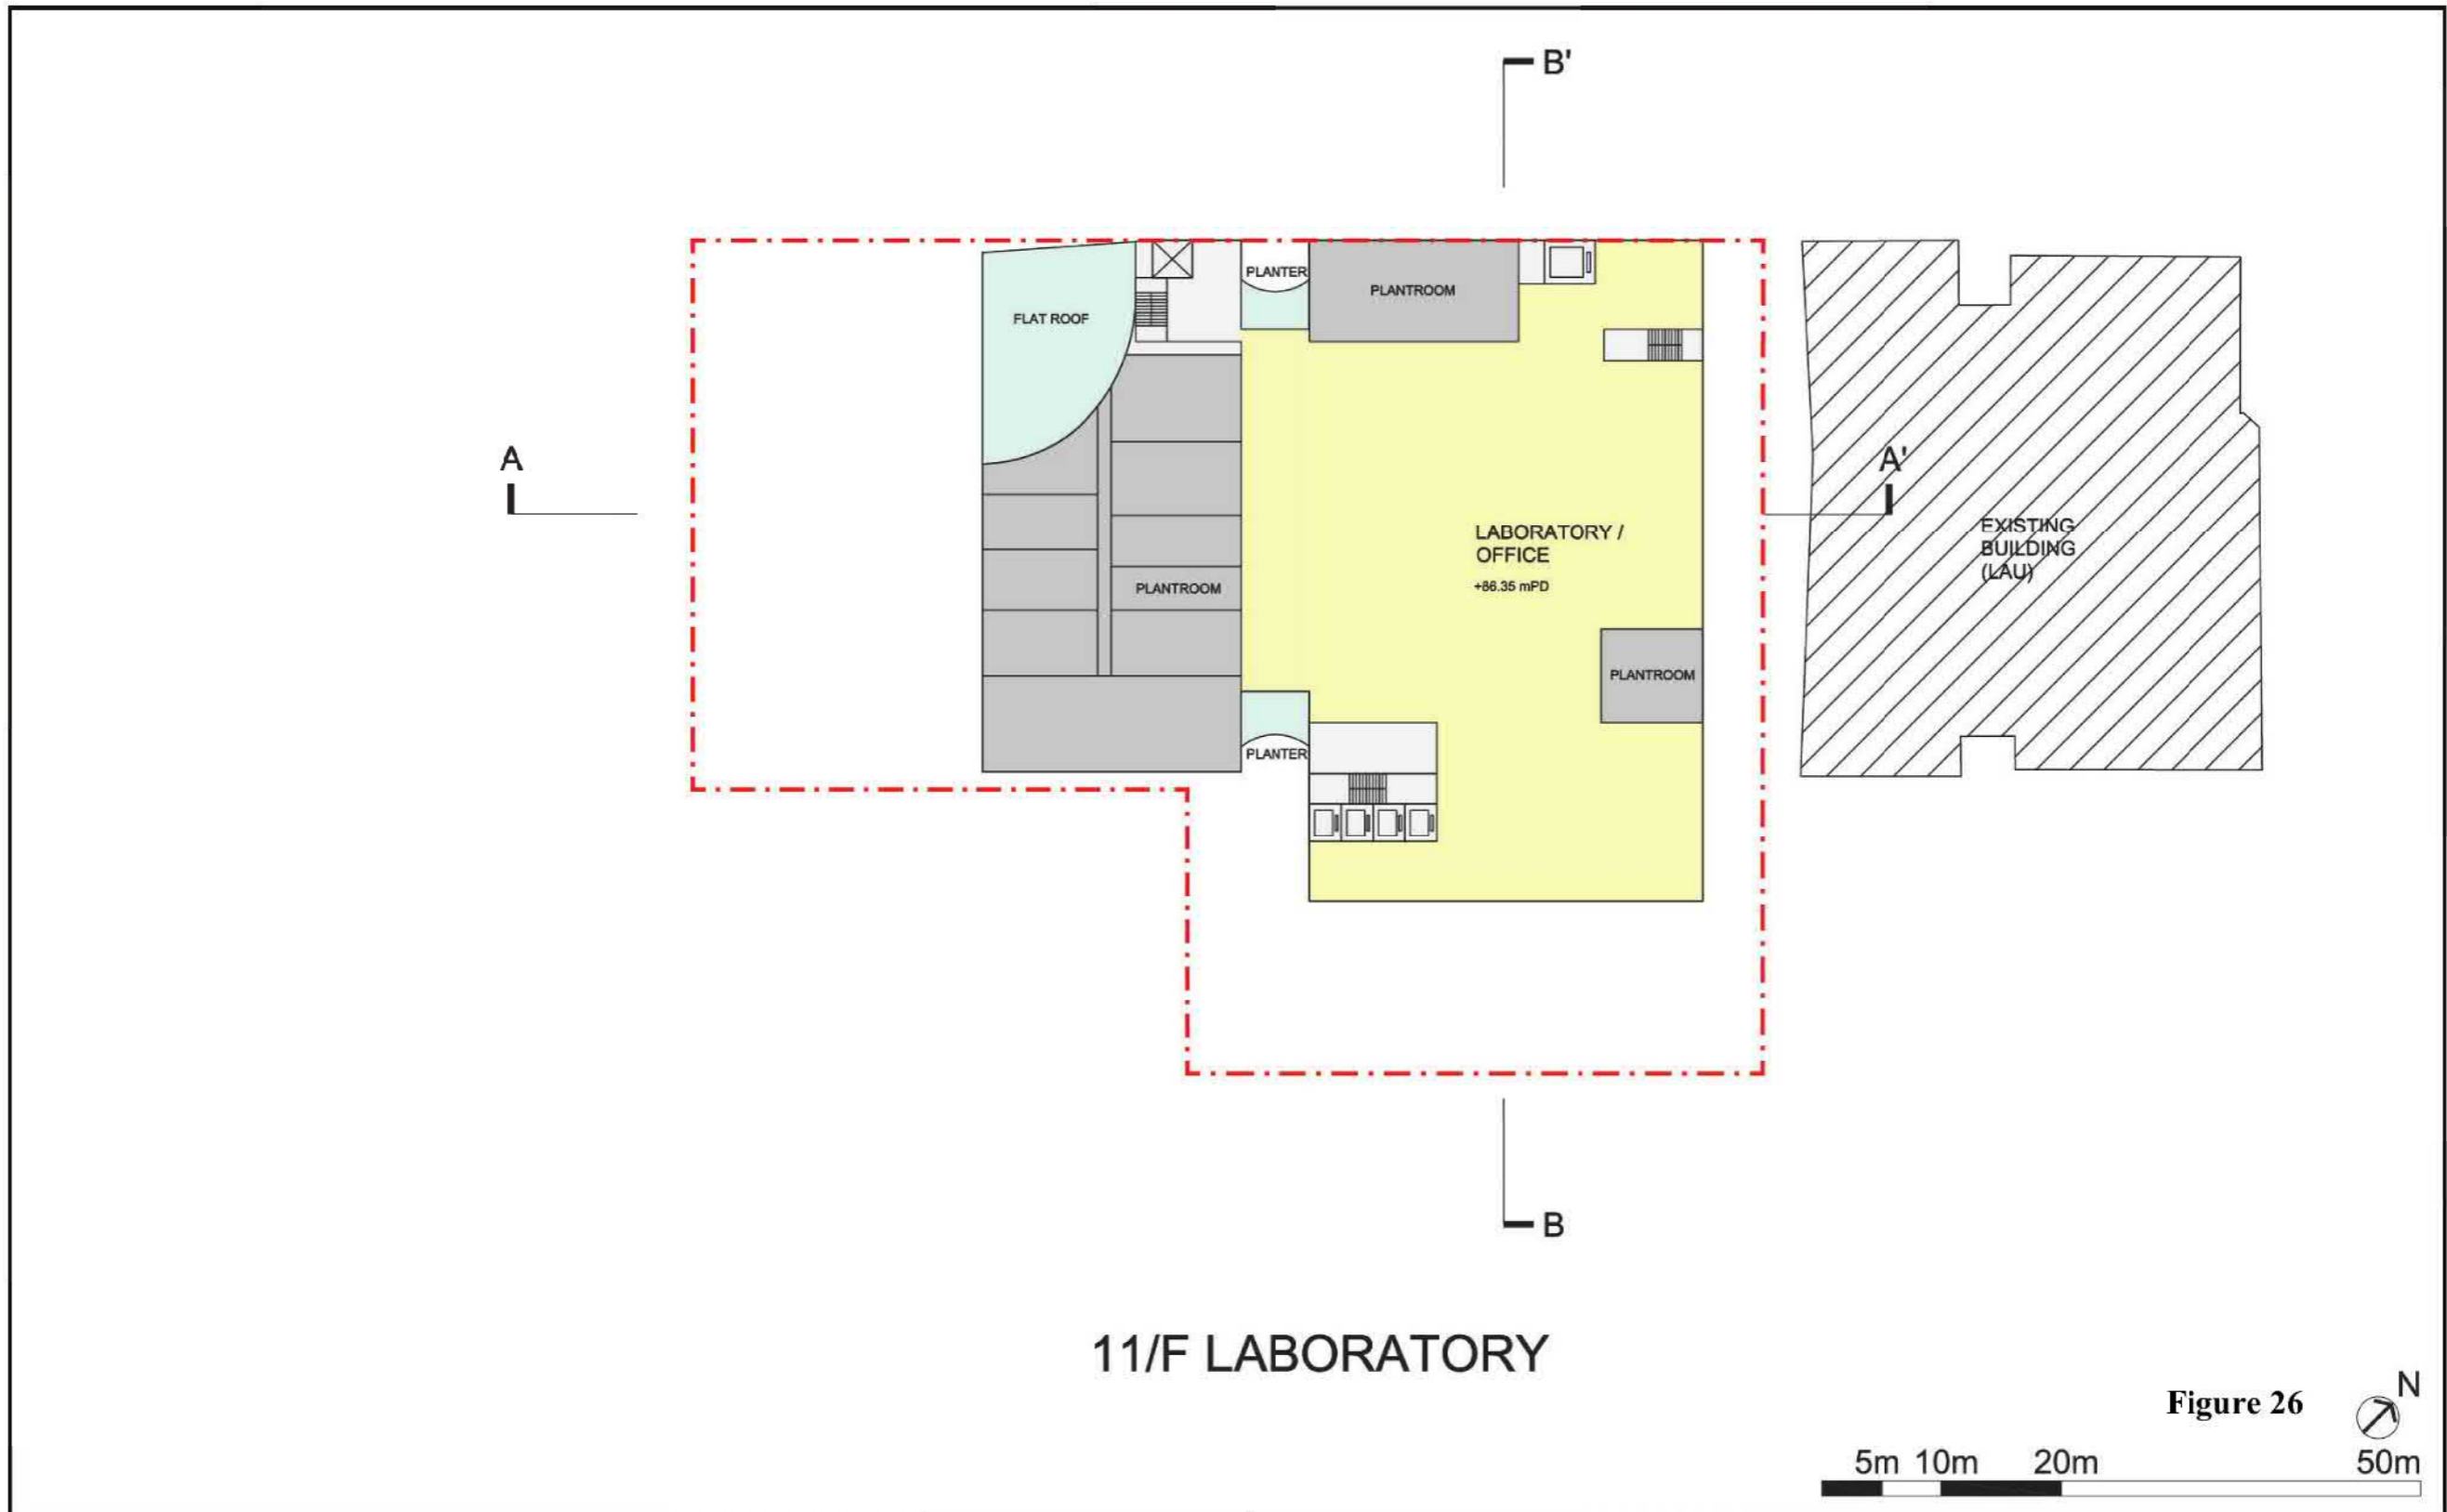 B'
PLANTER
PLANTROOM
FLAT ROOF
A
A'
LABORATORY /
OFFICE
+86.35 mPD
EXISTING
BUILDING
(LAU)
PLANTROOM
PLANTROOM
PLANTER
B
11/F LABORATORY
Figure 26
N
5m 10m 20m 50m